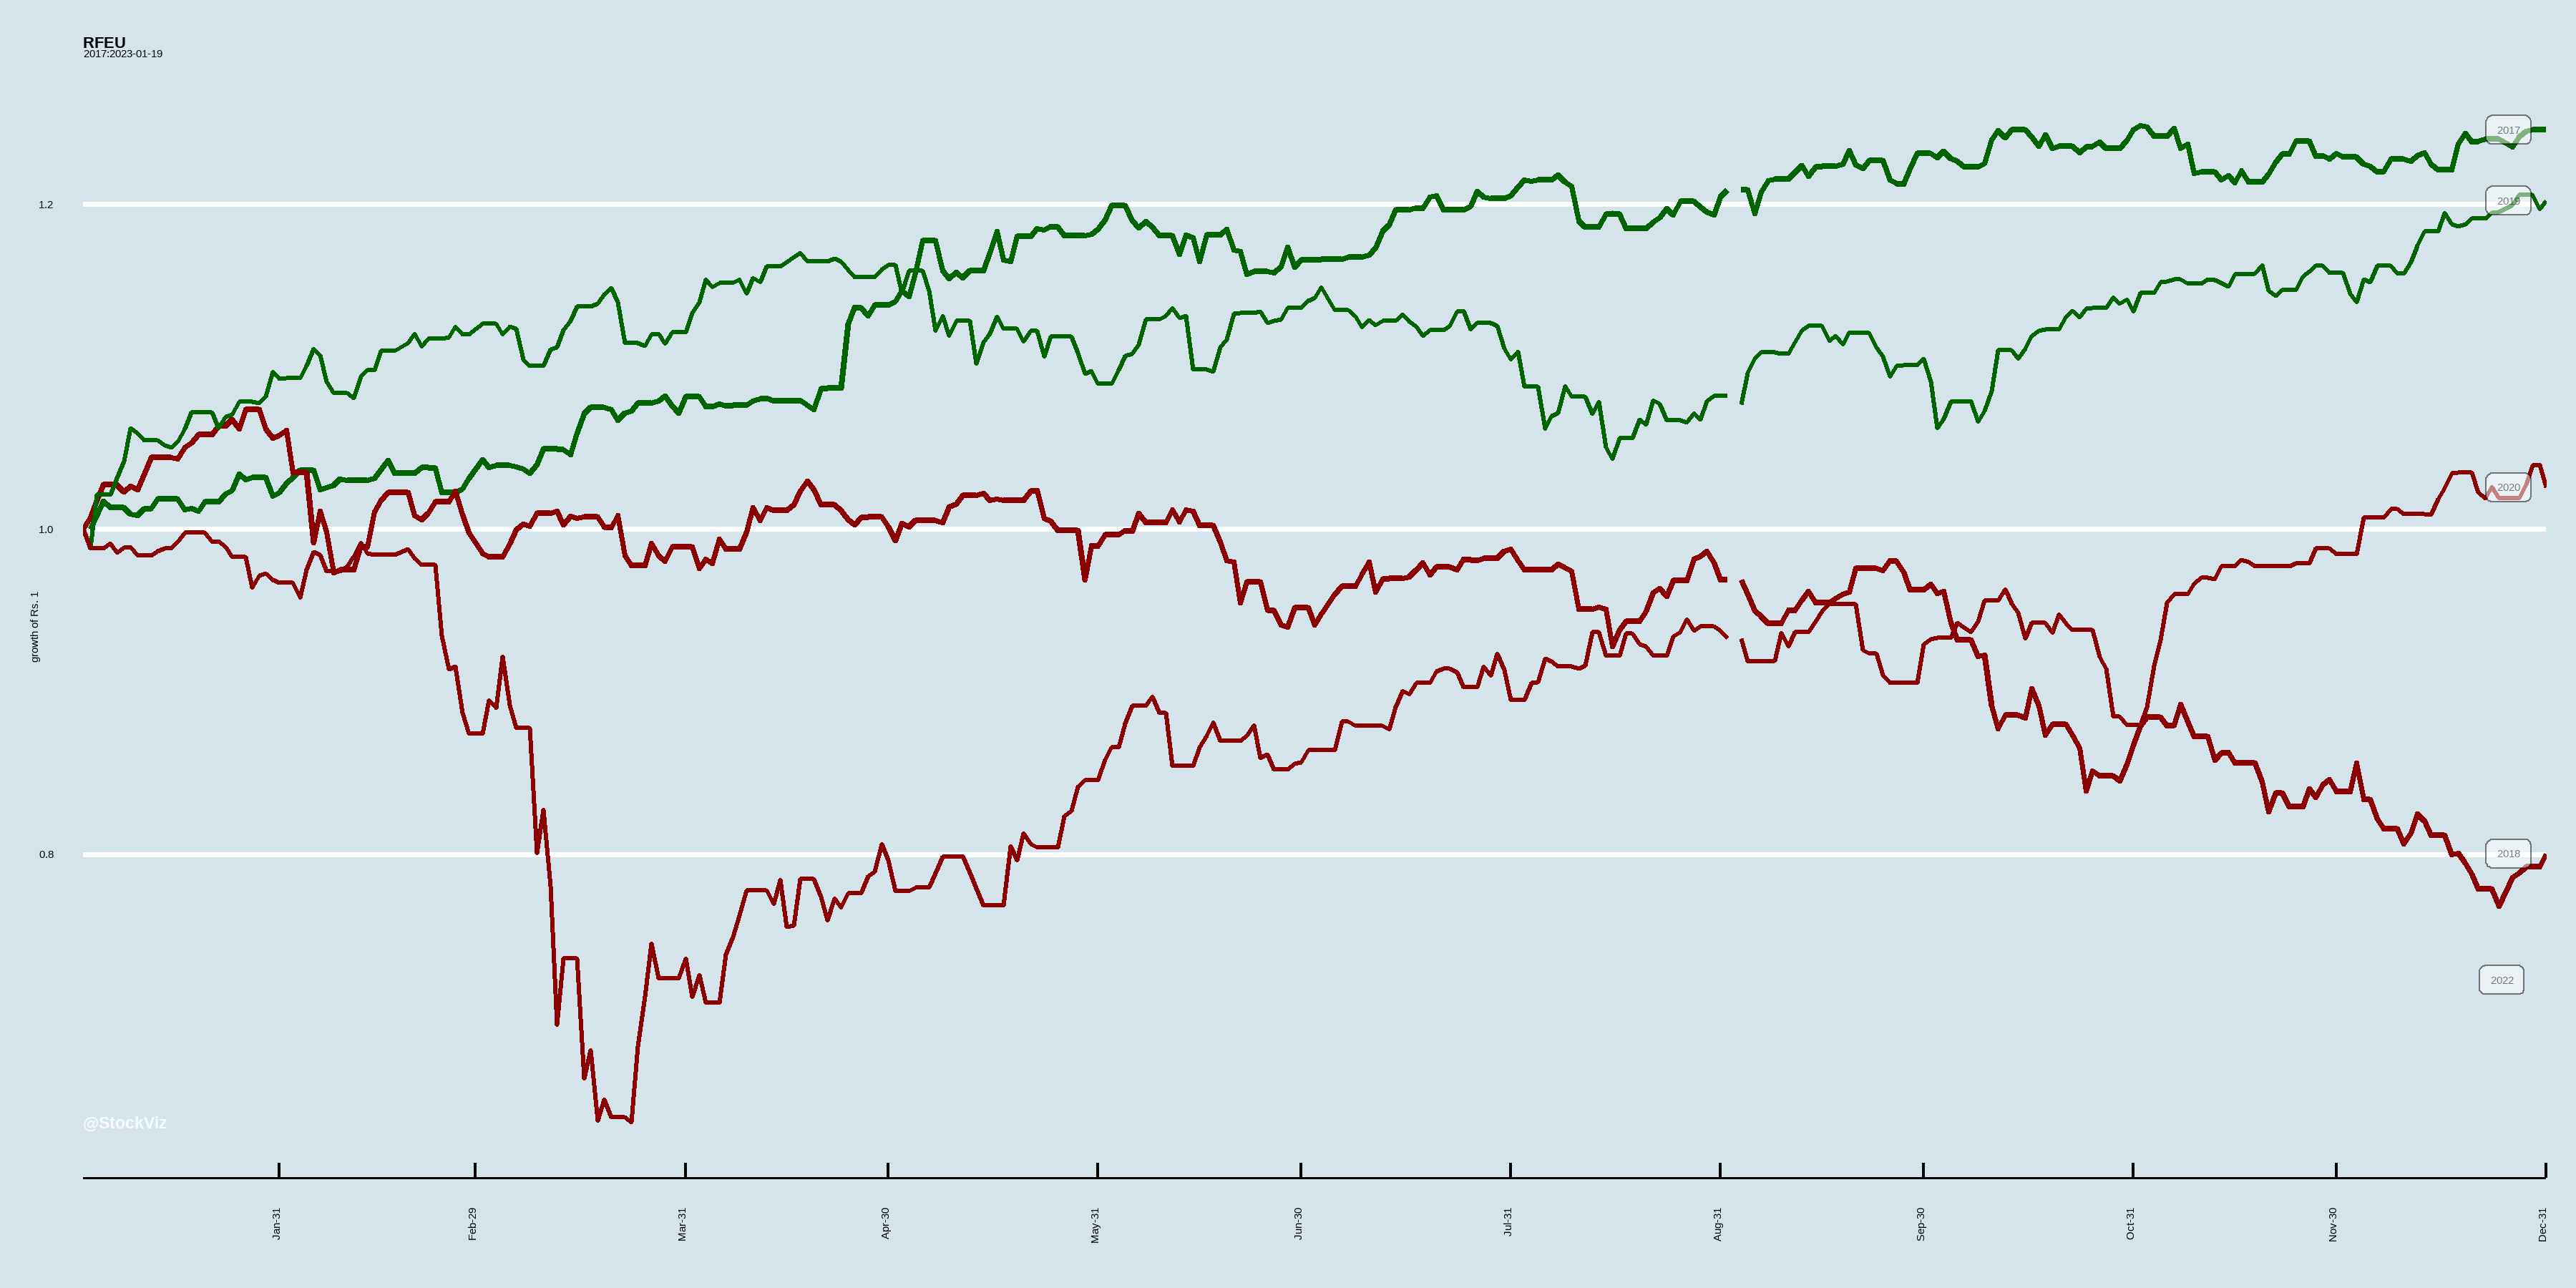 RFEU
2017:2023-01-19
2017
1.2
2019
2020
1.0
growth of Rs. 1
0.8
2018
2022
@StockViz
Jan-31
Feb-29
Mar-31
Apr-30
May-31
Jun-30
Jul-31
Aug-31
Sep-30
Oct-31
Nov-30
Dec-31